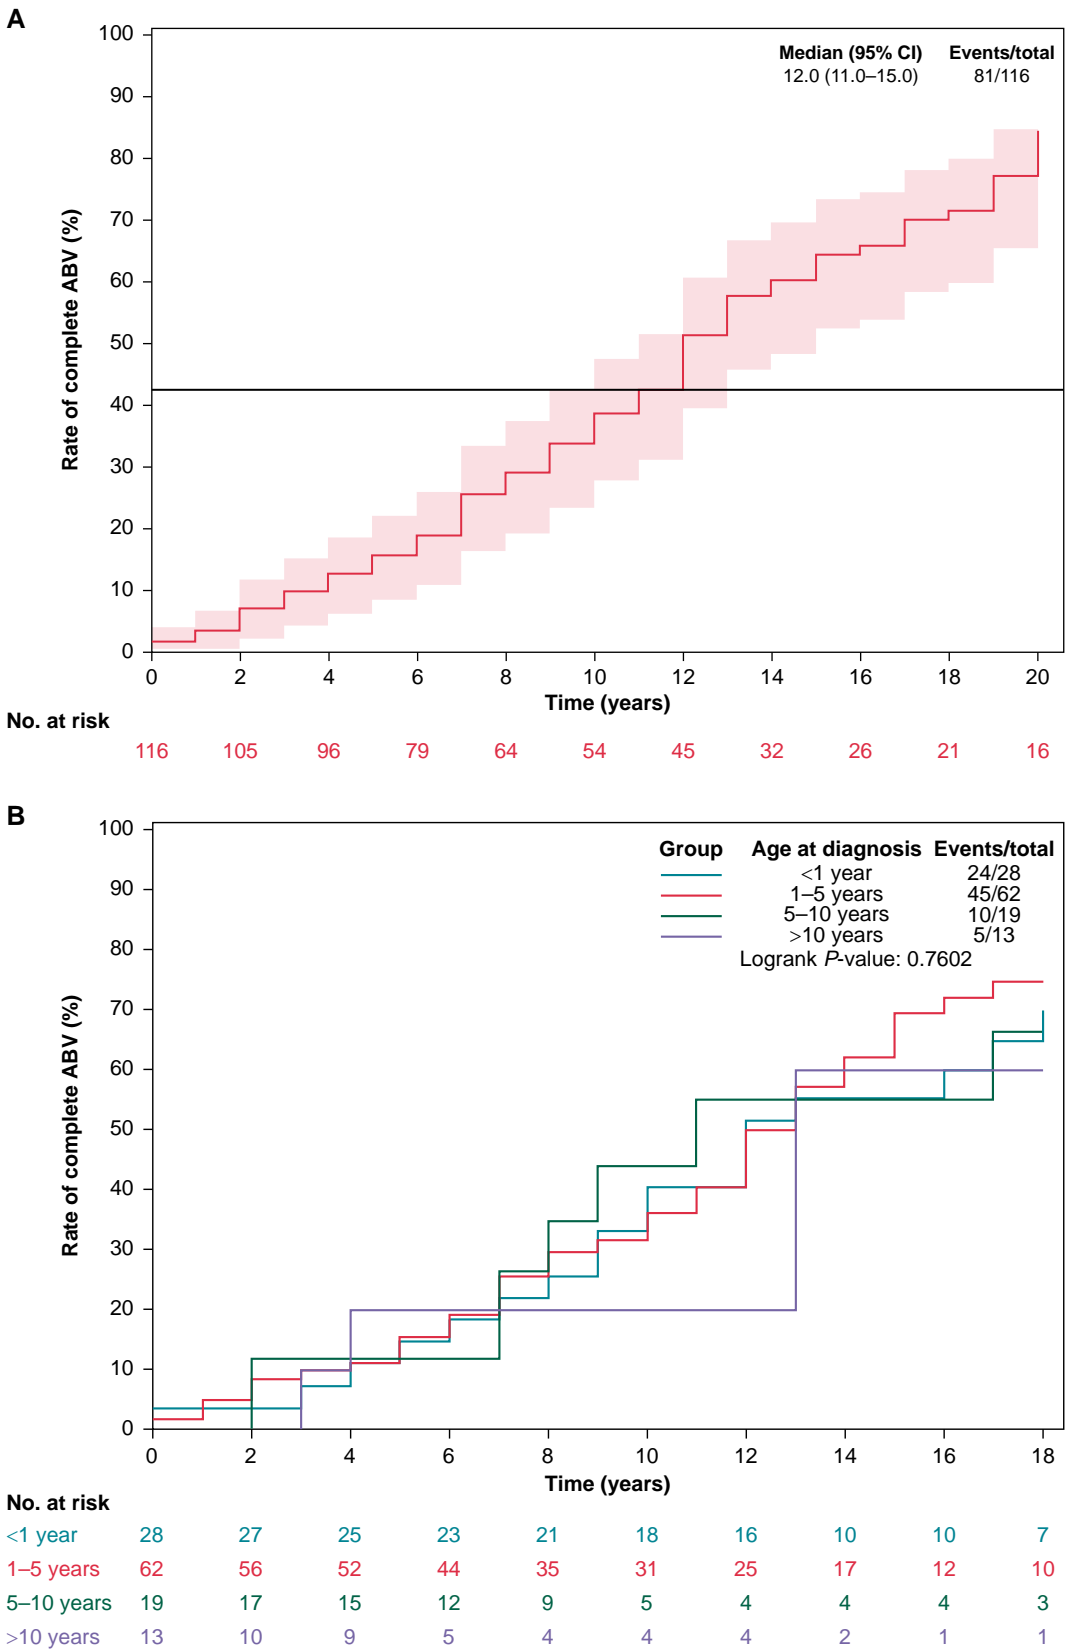 A
Median (95% CI) Events/total
12.0 (11.0–15.0) 81/116
Rate of complete ABV (%)
100
90
80
70
60
50
40
30
20
10
0
0 2 4 6 8 10 12 14 16 18 20
Time (years)
No. at risk
116 105 96 79 64 54 45 32 26 21 16
B
Group Age at diagnosis Events/total
<1 year 24/28
1–5 years 45/62
5–10 years 10/19
>10 years 5/13
Logrank P-value: 0.7602
Rate of complete ABV (%)
100
90
80
70
60
50
40
30
20
10
0
0 2 4 6 8 10 12 14 16 18
Time (years)
No. at risk
<1 year 28 27 25 23 21 18 16 10 10 7
1–5 years 62 56 52 44 35 31 25 17 12 10
5–10 years 19 17 15 12 9 5 4 4 4 3
>10 years 13 10 9 5 4 4 4 2 1 1